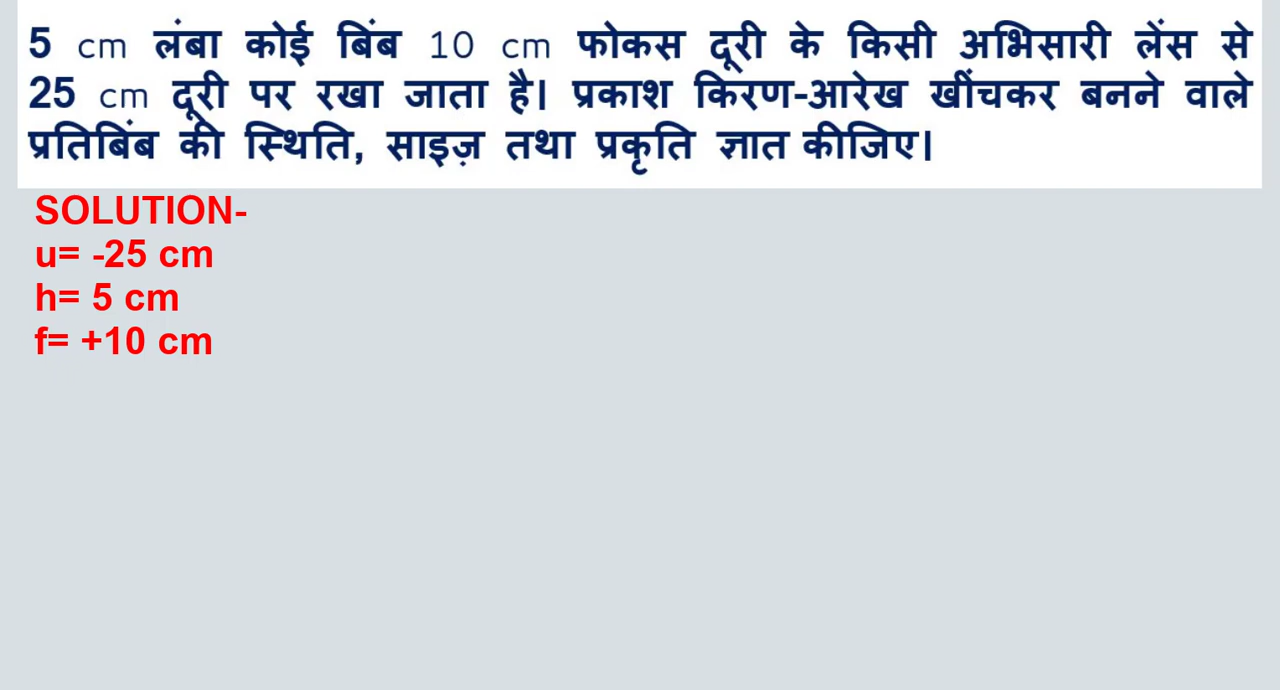 5 cm लंबा कोई बिंब 10 cm फोकस दूरी के किसी अभिसारी लेंस से
25 cm दूरी पर रखा जाता है। प्रकाश किरण-आरेख खींचकर बनने वाले
प्रतिबिंब की स्थिति, साइज़ तथा प्रकृति ज्ञात कीजिए।
SOLUTION-
u= -25 cm
h= 5 cm
f= +10 cm